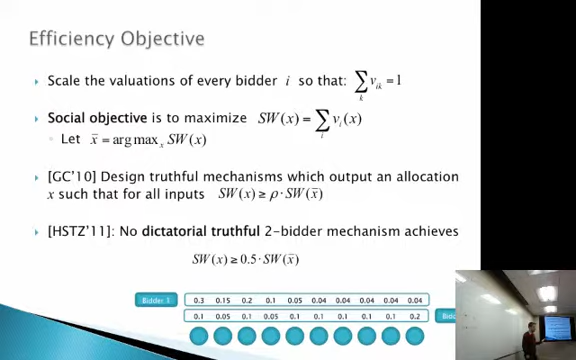 Efficiency Objective
Scale the valuations of every bidder i so that: ∑_k v_ik = 1
Social objective is to maximize SW(x) = ∑_i v_i(x)
Let x̄ = arg max_x SW(x)
[GC'10] Design truthful mechanisms which output an allocation
x such that for all inputs SW(x) ≥ ρ · SW(x̄)
[HSTZ'11]: No dictatorial truthful 2-bidder mechanism achieves
SW(x) ≥ 0.5 · SW(x̄)
Bidder 1 0.3 0.15 0.2 0.1 0.05 0.04 0.04 0.04 0.04 0.04
0.1 0.05 0.1 0.05 0.1 0.1 0.1 0.1 0.1 0.2